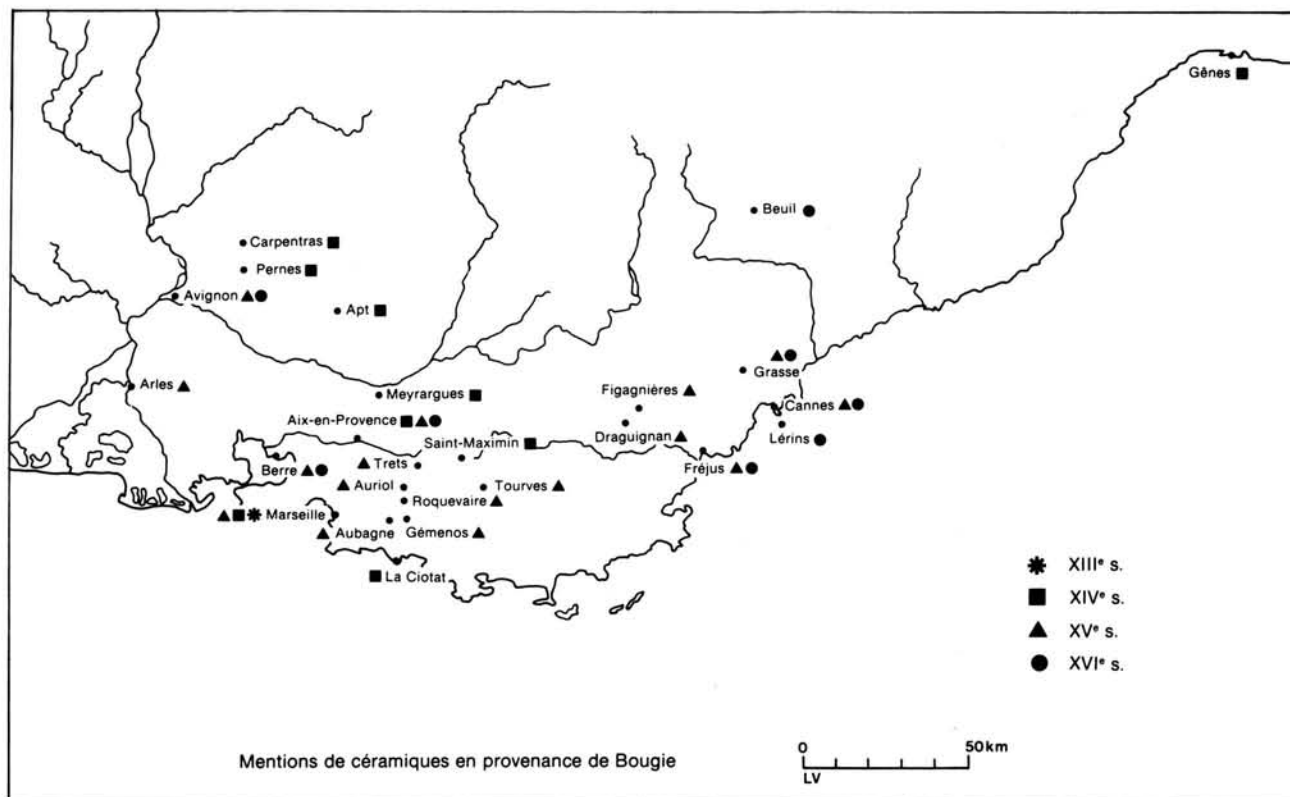 Gênes
Beuil
Carpentras
Pernes
Avignon
Apt
Grasse
Arles
Meyrargues
Figagnières
Cannes
Aix-en-Provence
Lérins
Saint-Maximin
Draguignan
Berre
Trets
Fréjus
Auriol
Tourves
Roquevaire
Marseille
Aubagne
Gémenos
La Ciotat
XIIIᵉ s.
XIVᵉ s.
XVᵉ s.
XVIᵉ s.
Mentions de céramiques en provenance de Bougie
0 50km
LV